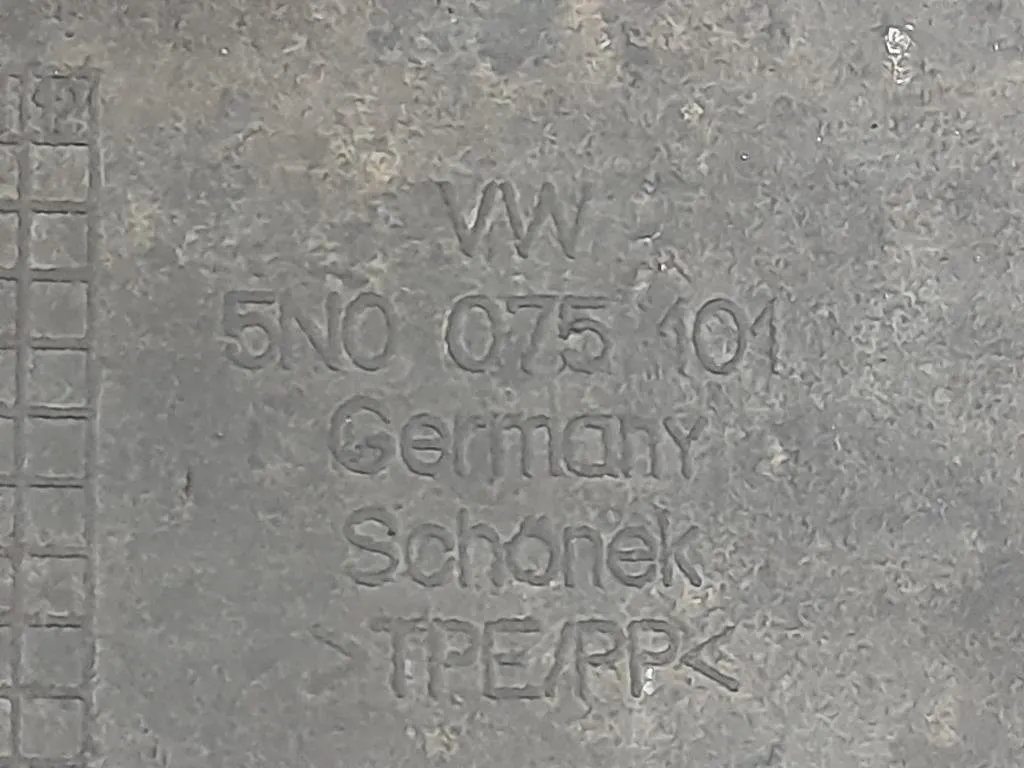 VW
5N0 075 101
Germany
Schönek
>TPE/PP<